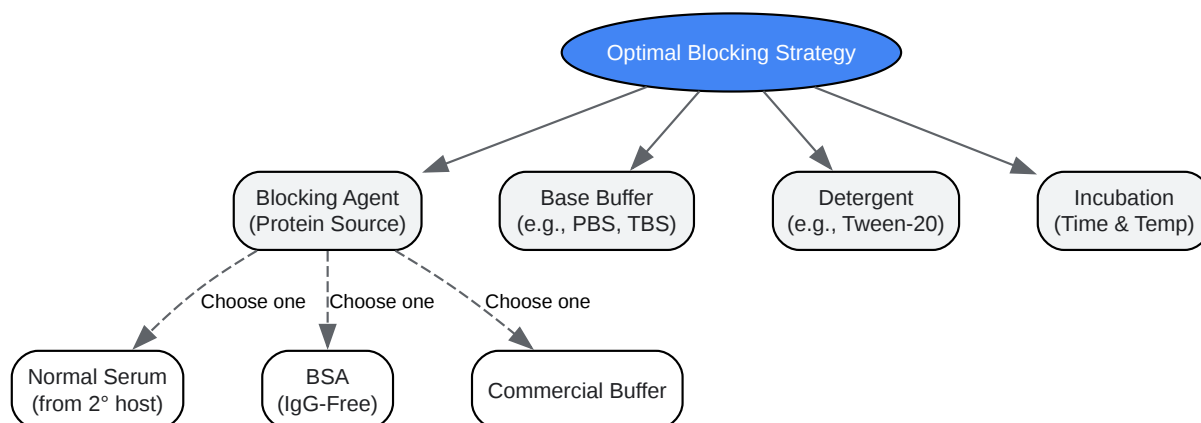 Optimal Blocking Strategy
Blocking Agent
(Protein Source)
Base Buffer
(e.g., PBS, TBS)
Detergent
(e.g., Tween-20)
Incubation
(Time & Temp)
Choose one
Choose one
Choose one
Normal Serum
(from 2° host)
BSA
(IgG-Free)
Commercial Buffer